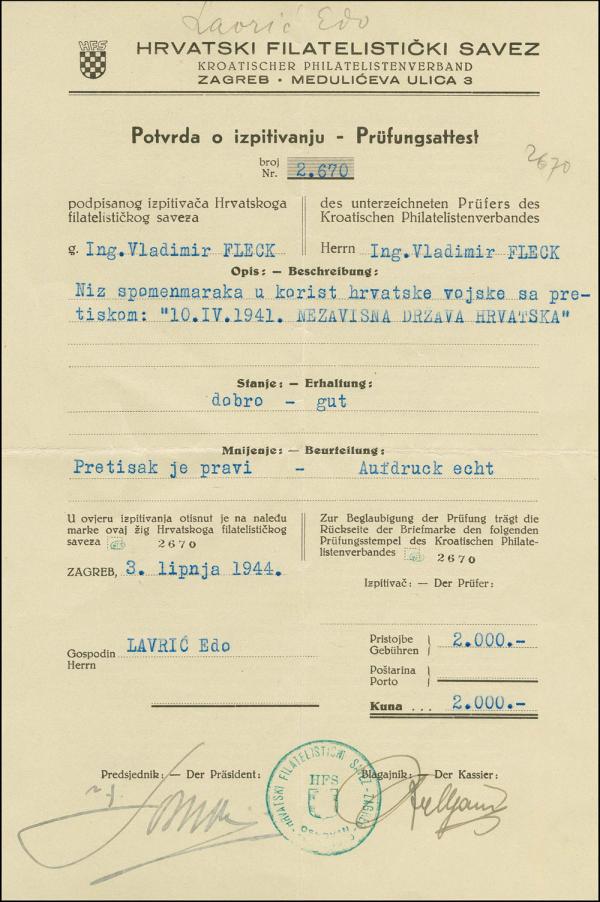 Lavrić Edo
HFS
HRVATSKI FILATELISTIČKI SAVEZ
KROATISCHER PHILATELISTENVERBAND
ZAGREB • MEDULIĆEVA ULICA 3
Potvrda o izpitivanju - Prüfungsattest
2670
broj
Nr. 2.670
podpisanog izpitivača Hrvatskoga
filatelističkog saveza
des unterzeichneten Prüfers des
Kroatischen Philatelistenverbandes
g. Ing.Vladimir FLECK
Herrn Ing.Vladimir FLECK
Opis: — Beschreibung:
Niz spomenmaraka u korist hrvatske vojske sa pre-
tiskom: "10.IV.1941. NEZAVISNA DRZAVA HRVATSKA"
Stanje: — Erhaltung:
dobro - gut
Mnijenje: — Beurteilung:
Pretisak je pravi - Aufdruck echt
U ovjeru izpitivanja otisnut je na naleđu
marke ovaj žig Hrvatskoga filatelističkog
saveza 2670
Zur Beglaubigung der Prüfung trägt die
Rückseite der Briefmarke den folgenden
Prüfungsstempel des Kroatischen Philate-
listenverbandes 2670
ZAGREB, 3. lipnja 1944.
Izpitivač: — Der Prüfer:
Gospodin
Herrn LAVRIĆ Edo
Pristojbe
Gebühren 2.000.-
Poštarina
Porto
Kuna ... 2.000.-
Predsjednik: — Der Präsident:
Blagajnik: — Der Kassier:
HRVATSKI FILATELISTIČKI SAVEZ - ZAGREB
HFS